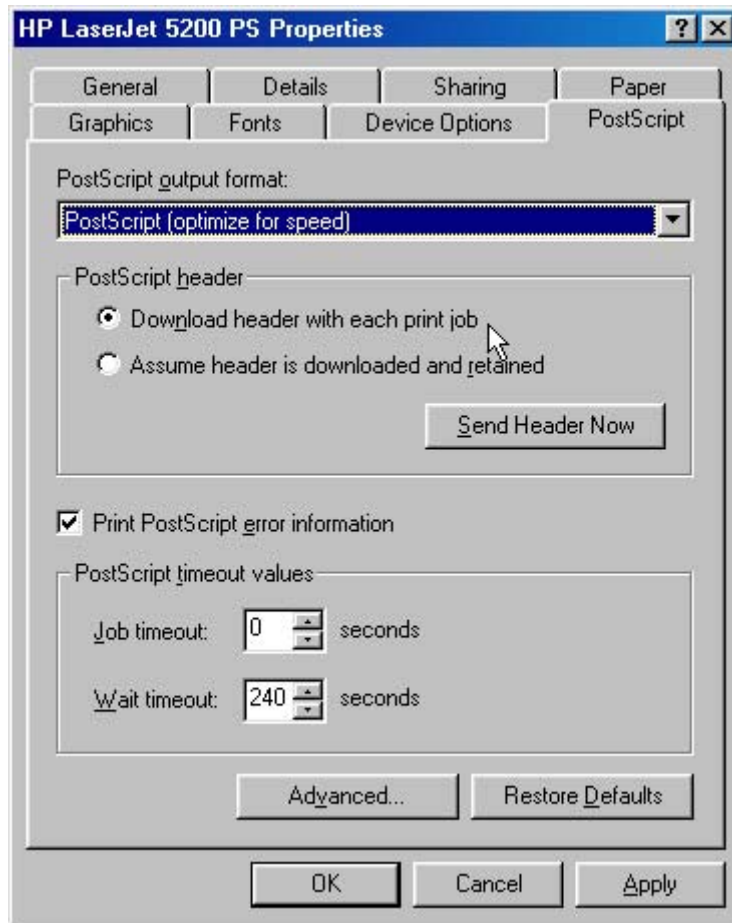 HP LaserJet 5200 PS Properties
General Details Sharing Paper
Graphics Fonts Device Options PostScript
PostScript output format:
PostScript (optimize for speed)
PostScript header
Download header with each print job
Assume header is downloaded and retained
Send Header Now
Print PostScript error information
PostScript timeout values
Job timeout: 0 seconds
Wait timeout: 240 seconds
Advanced... Restore Defaults
OK Cancel Apply